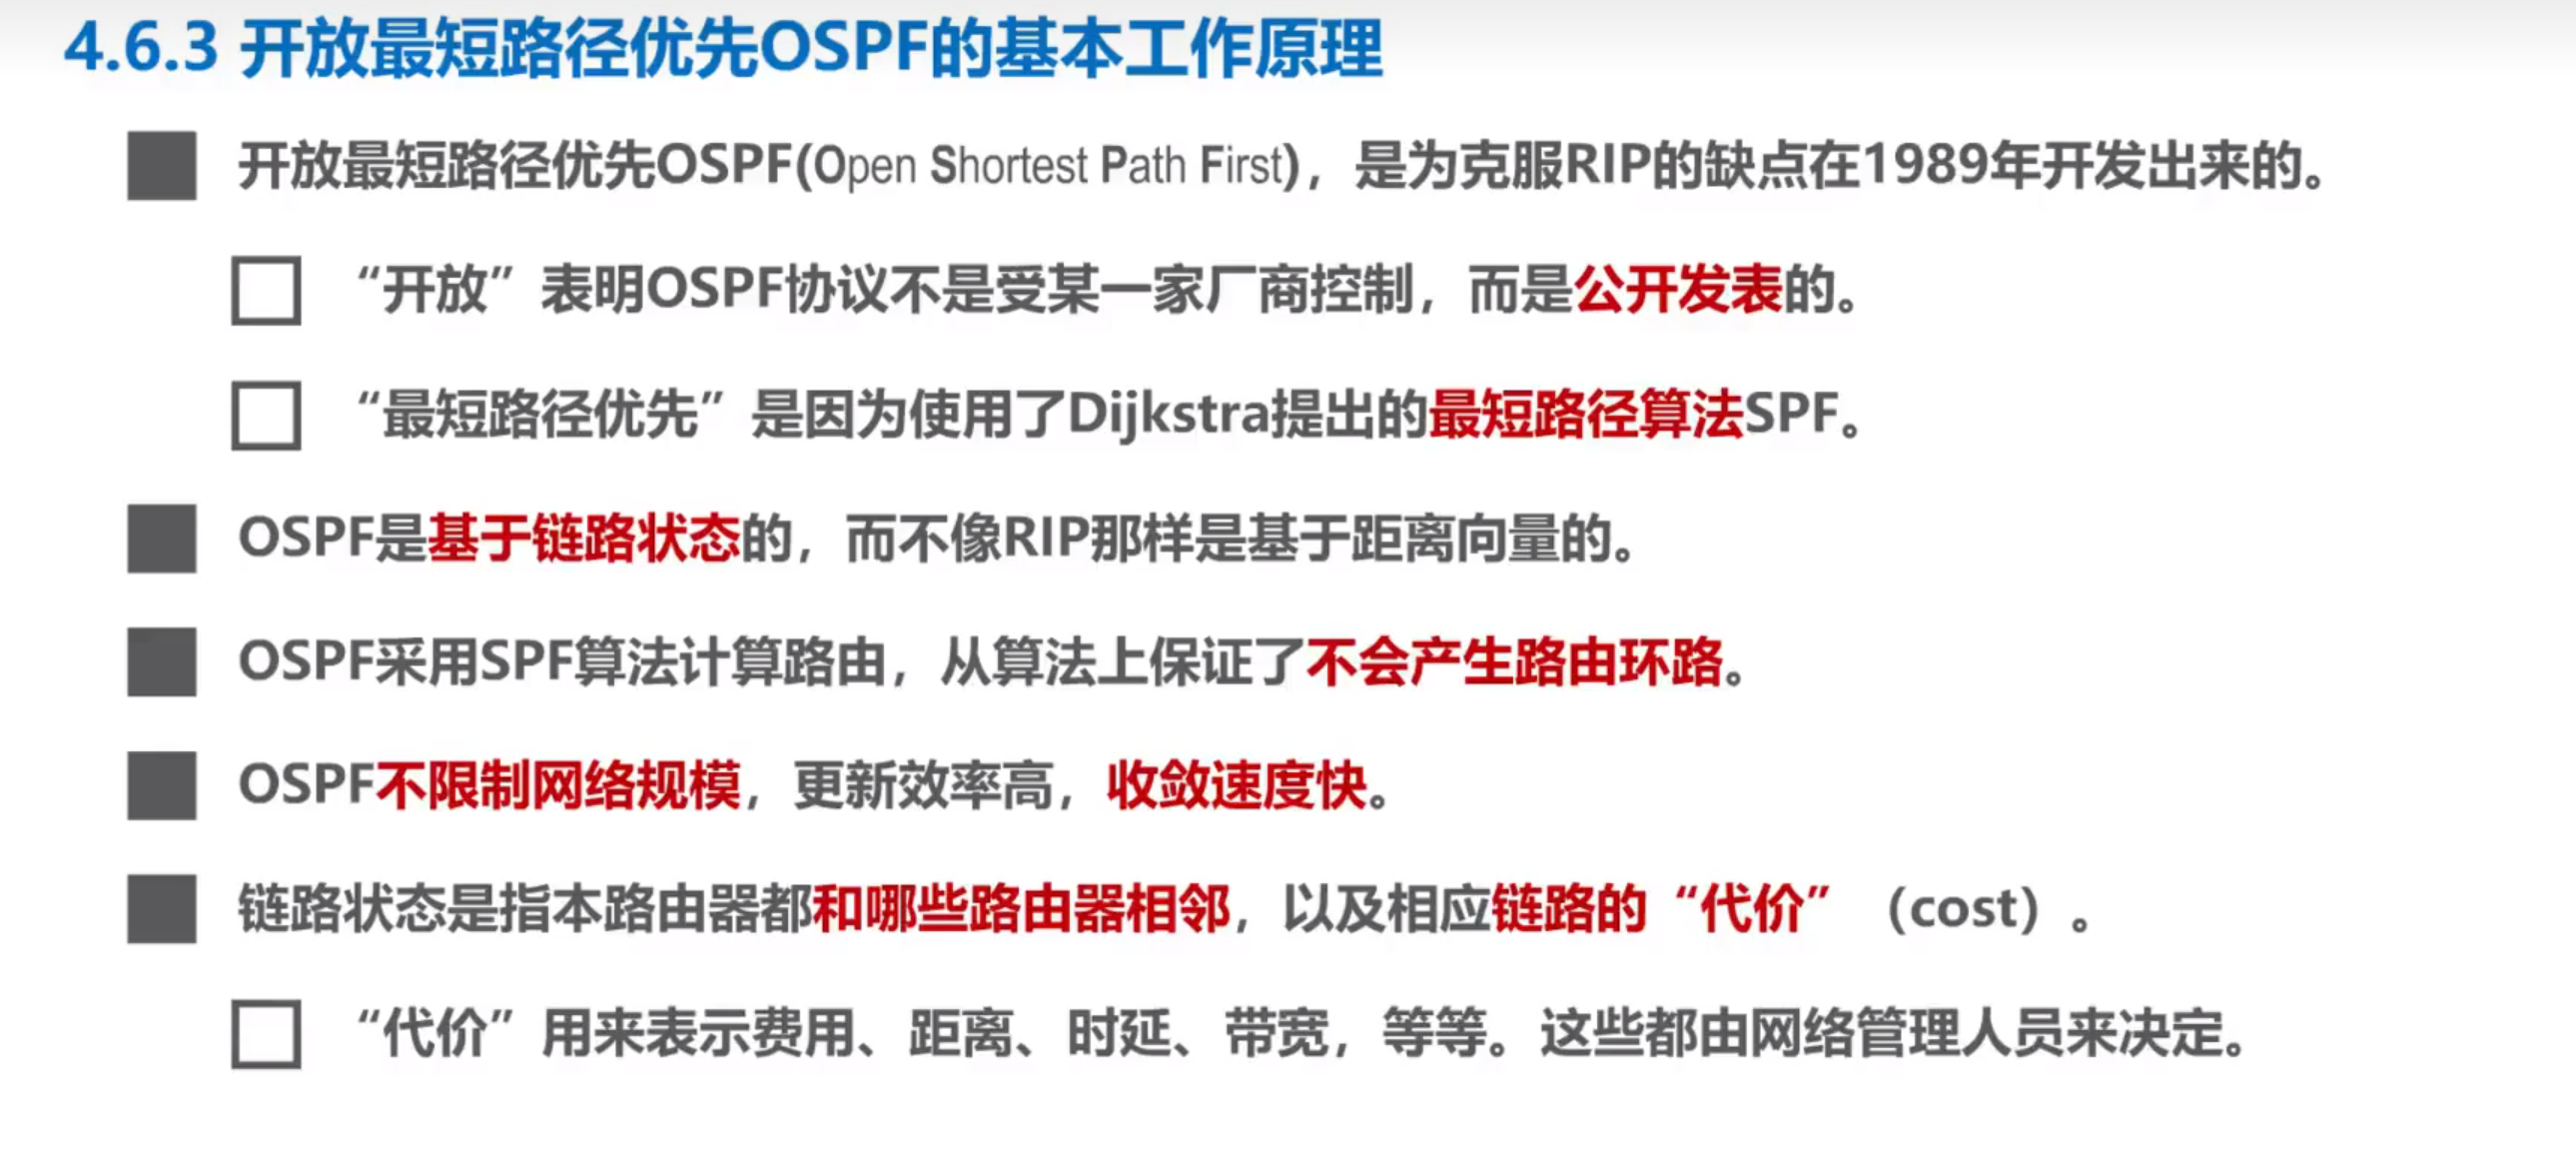 4.6.3 开放最短路径优先OSPF的基本工作原理
开放最短路径优先OSPF(Open Shortest Path First)，是为克服RIP的缺点在1989年开发出来的。
“开放”表明OSPF协议不是受某一家厂商控制，而是公开发表的。
“最短路径优先”是因为使用了Dijkstra提出的最短路径算法SPF。
OSPF是基于链路状态的，而不像RIP那样是基于距离向量的。
OSPF采用SPF算法计算路由，从算法上保证了不会产生路由环路。
OSPF不限制网络规模，更新效率高，收敛速度快。
链路状态是指本路由器都和哪些路由器相邻，以及相应链路的“代价”（cost）。
“代价”用来表示费用、距离、时延、带宽，等等。这些都由网络管理人员来决定。